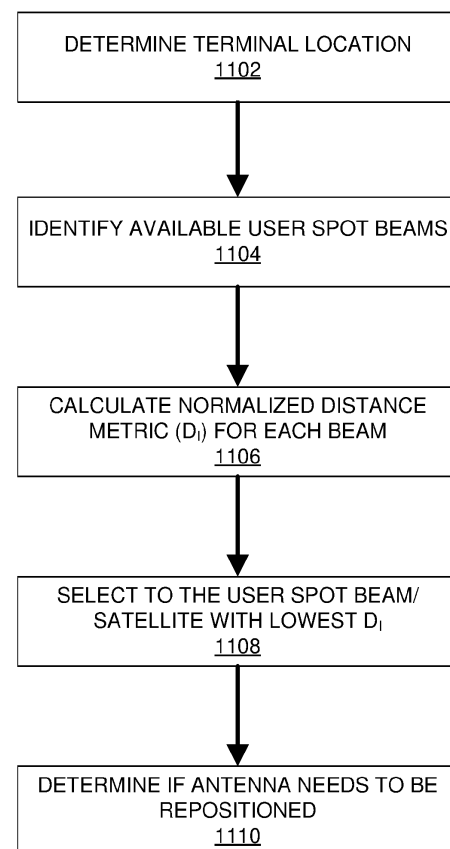 DETERMINE TERMINAL LOCATION
1102
IDENTIFY AVAILABLE USER SPOT BEAMS
1104
CALCULATE NORMALIZED DISTANCE
METRIC (DI) FOR EACH BEAM
1106
SELECT TO THE USER SPOT BEAM/
SATELLITE WITH LOWEST DI
1108
DETERMINE IF ANTENNA NEEDS TO BE
REPOSITIONED
1110